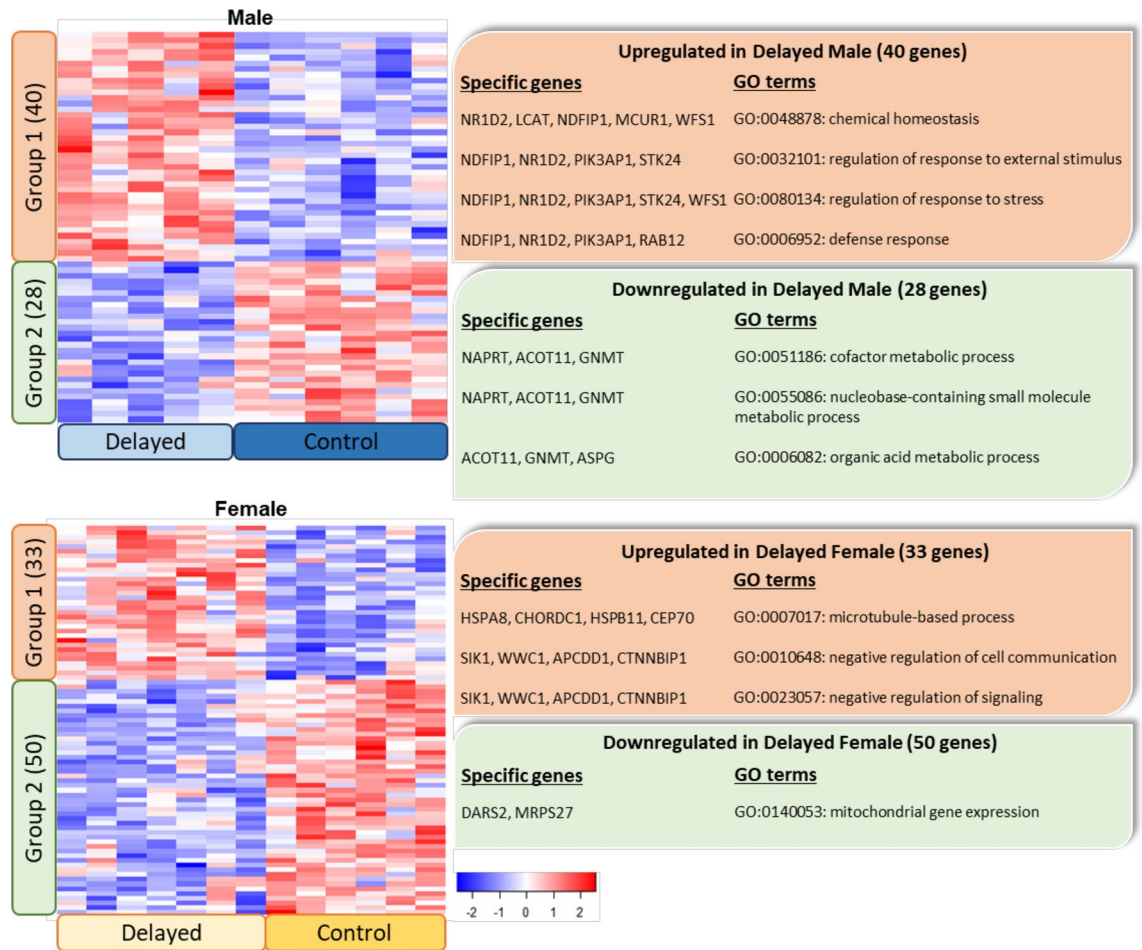 Male
Group 1 (40)
Group 2 (28)
Delayed
Control
Upregulated in Delayed Male (40 genes)
Specific genes GO terms
NR1D2, LCAT, NDFIP1, MCUR1, WFS1 GO:0048878: chemical homeostasis
NDFIP1, NR1D2, PIK3AP1, STK24 GO:0032101: regulation of response to external stimulus
NDFIP1, NR1D2, PIK3AP1, STK24, WFS1 GO:0080134: regulation of response to stress
NDFIP1, NR1D2, PIK3AP1, RAB12 GO:0006952: defense response
Downregulated in Delayed Male (28 genes)
Specific genes GO terms
NAPRT, ACOT11, GNMT GO:0051186: cofactor metabolic process
NAPRT, ACOT11, GNMT GO:0055086: nucleobase-containing small molecule
metabolic process
ACOT11, GNMT, ASPG GO:0006082: organic acid metabolic process
Female
Group 1 (33)
Group 2 (50)
Delayed
Control
Upregulated in Delayed Female (33 genes)
Specific genes GO terms
HSPA8, CHORDC1, HSPB11, CEP70 GO:0007017: microtubule-based process
SIK1, WWC1, APCDD1, CTNNBIP1 GO:0010648: negative regulation of cell communication
SIK1, WWC1, APCDD1, CTNNBIP1 GO:0023057: negative regulation of signaling
Downregulated in Delayed Female (50 genes)
Specific genes GO terms
DARS2, MRPS27 GO:0140053: mitochondrial gene expression
-2 -1 0 1 2